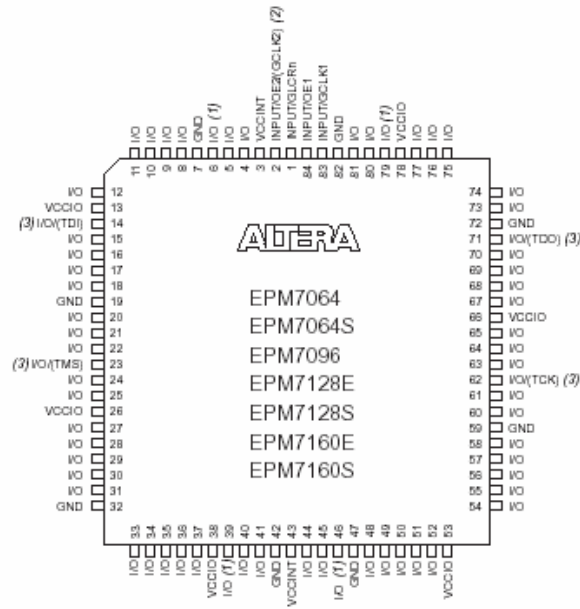 I/O I/O I/O I/O GND I/O (1) I/O I/O VCCINT INPUT/OE2/(GCLK2) (2) INPUT/GLCRn INPUT/OE1 INPUT/GCLK1 GND I/O I/O I/O (1) VCCIO I/O I/O I/O
11 10 9 8 7 6 5 4 3 2 1 84 83 82 81 80 79 78 77 76 75
I/O 12 74 I/O
VCCIO 13 73 I/O
(3) I/O/(TDI) 14 72 GND
I/O 15 71 I/O/(TDO) (3)
I/O 16 70 I/O
I/O 17 69 I/O
I/O 18 68 I/O
GND 19 67 I/O
I/O 20 66 VCCIO
I/O 21 65 I/O
I/O 22 64 I/O
(3) I/O/(TMS) 23 63 I/O
I/O 24 62 I/O/(TCK) (3)
I/O 25 61 I/O
VCCIO 26 60 I/O
I/O 27 59 GND
I/O 28 58 I/O
I/O 29 57 I/O
I/O 30 56 I/O
I/O 31 55 I/O
GND 32 54 I/O
ALTERA
EPM7064
EPM7064S
EPM7096
EPM7128E
EPM7128S
EPM7160E
EPM7160S
33 34 35 36 37 38 39 40 41 42 43 44 45 46 47 48 49 50 51 52 53
I/O I/O I/O I/O I/O VCCIO I/O (1) I/O I/O GND VCCINT I/O I/O I/O (1) GND I/O I/O I/O I/O I/O VCCIO